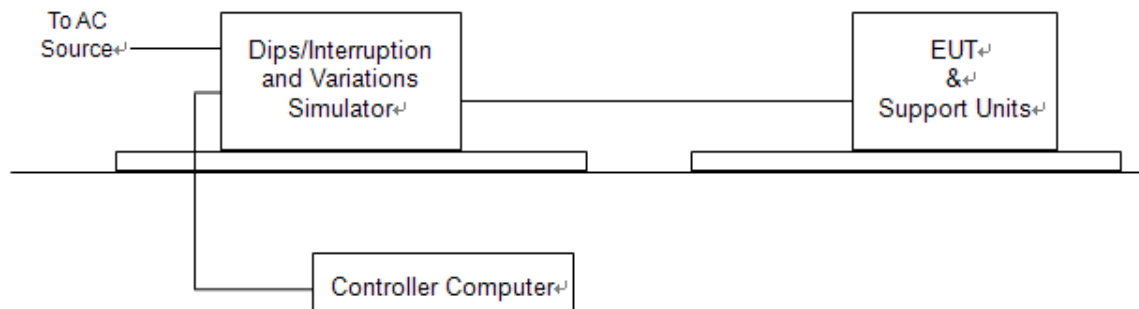 To AC
Source↵
Dips/Interruption
and Variations
Simulator↵
EUT↵
&↵
Support Units↵
Controller Computer↵